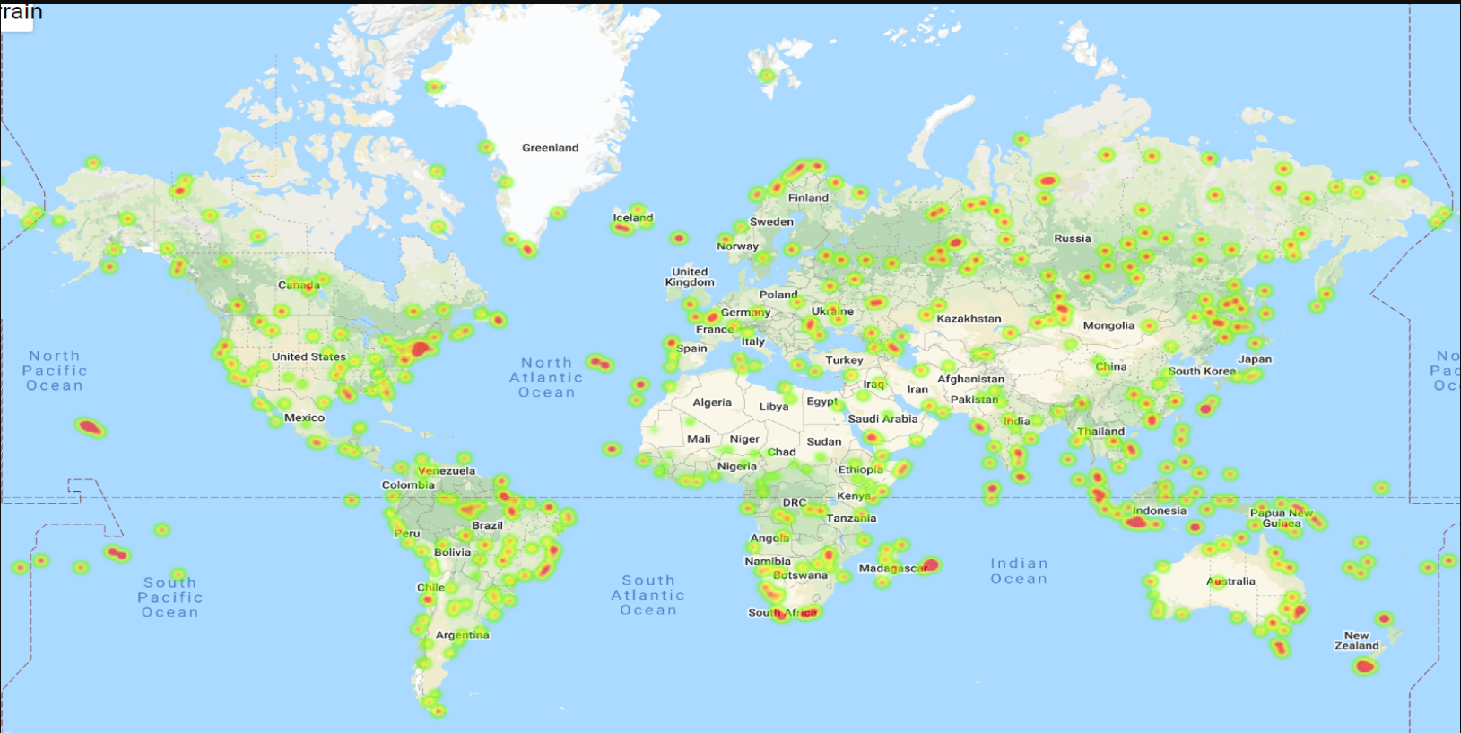 rrain
Greenland
Iceland
Finland
Sweden
Norway
Russia
United
Kingdom
Canada
Poland
Germany
Ukraine
Kazakhstan
Mongolia
France
North
Pacific
Ocean
United States
North
Atlantic
Ocean
Spain
Italy
Turkey
China
Japan
South Korea
No
Pac
Oc
Iraq
Iran
Afghanistan
Pakistan
Algeria
Libya
Egypt
Saudi Arabia
India
Thailand
Mexico
Mali
Niger
Chad
Sudan
Nigeria
Ethiopia
Venezuela
Colombia
Kenya
DRC
Tanzania
Indonesia
Papua New
Guinea
Brazil
Peru
Bolivia
Angola
Namibia
Botswana
Madagascar
Indian
Ocean
Australia
South
Pacific
Ocean
Chile
South
Atlantic
Ocean
South Africa
Argentina
New
Zealand